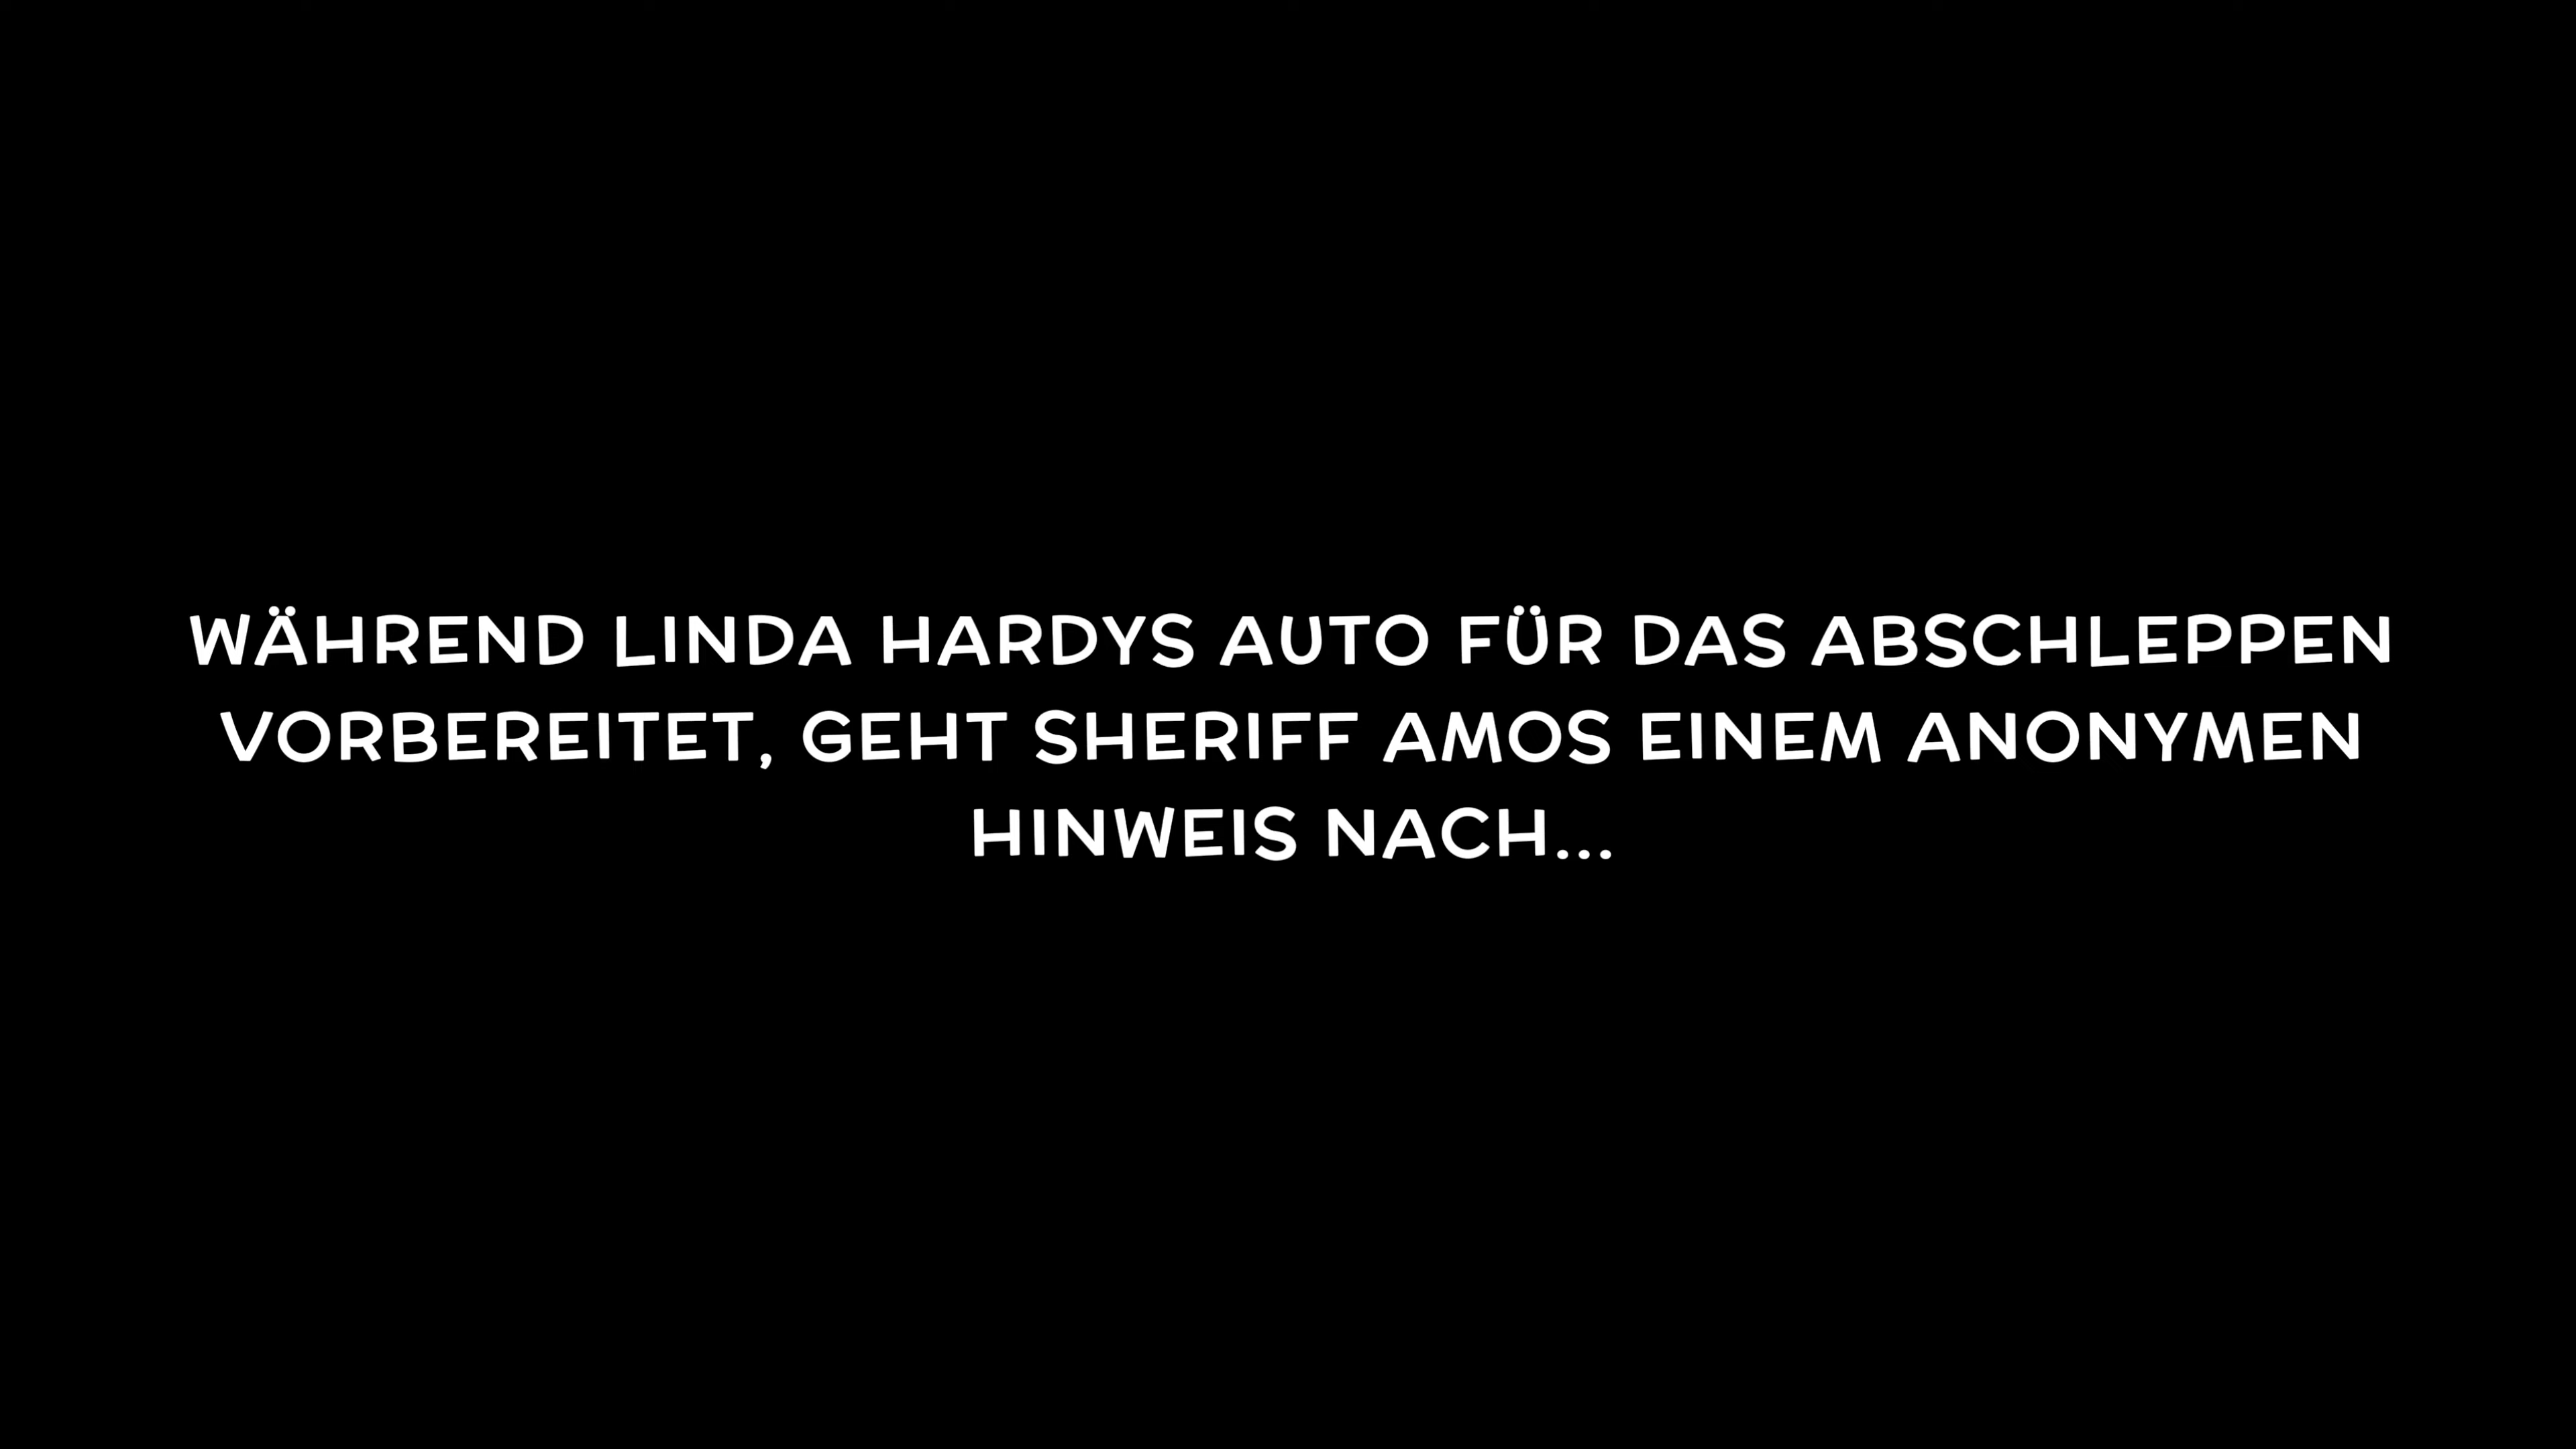 WÄHREND LINDA HARDYS AUTO FÜR DAS ABSCHLEPPEN
VORBEREITET, GEHT SHERIFF AMOS EINEM ANONYMEN
HINWEIS NACH...